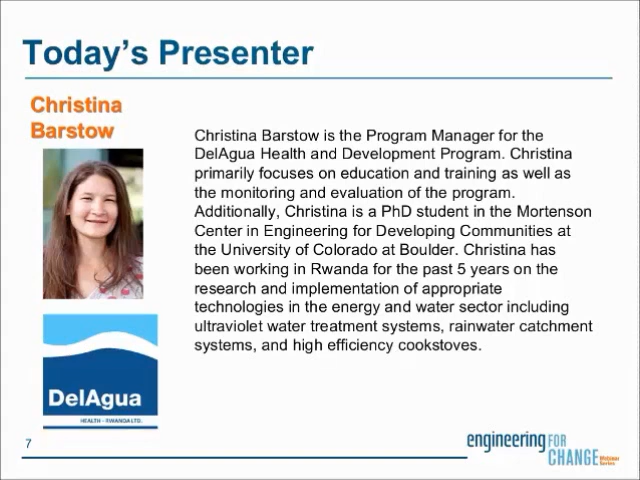 Today's Presenter
Christina
Barstow
Christina Barstow is the Program Manager for the
DelAgua Health and Development Program. Christina
primarily focuses on education and training as well as
the monitoring and evaluation of the program.
Additionally, Christina is a PhD student in the Mortenson
Center in Engineering for Developing Communities at
the University of Colorado at Boulder. Christina has
been working in Rwanda for the past 5 years on the
research and implementation of appropriate
technologies in the energy and water sector including
ultraviolet water treatment systems, rainwater catchment
systems, and high efficiency cookstoves.
DelAgua
HEALTH - RWANDA LTD.
7
engineering FOR
CHANGE Webinar
Series